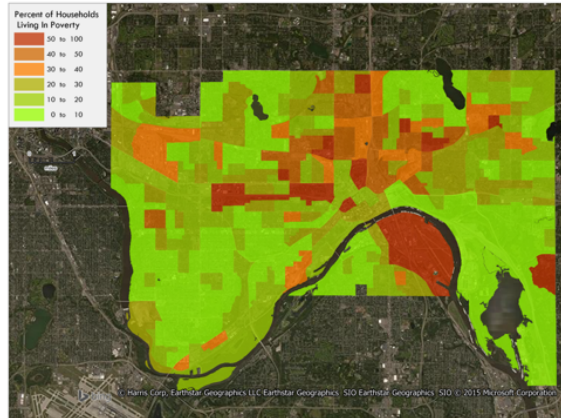 Percent of Households
Living In Poverty
50 to 100
40 to 50
30 to 40
20 to 30
10 to 20
0 to 10
© Harris Corp, Earthstar Geographics LLC Earthstar Geographics SIO Earthstar Geographics SIO © 2015 Microsoft Corporation